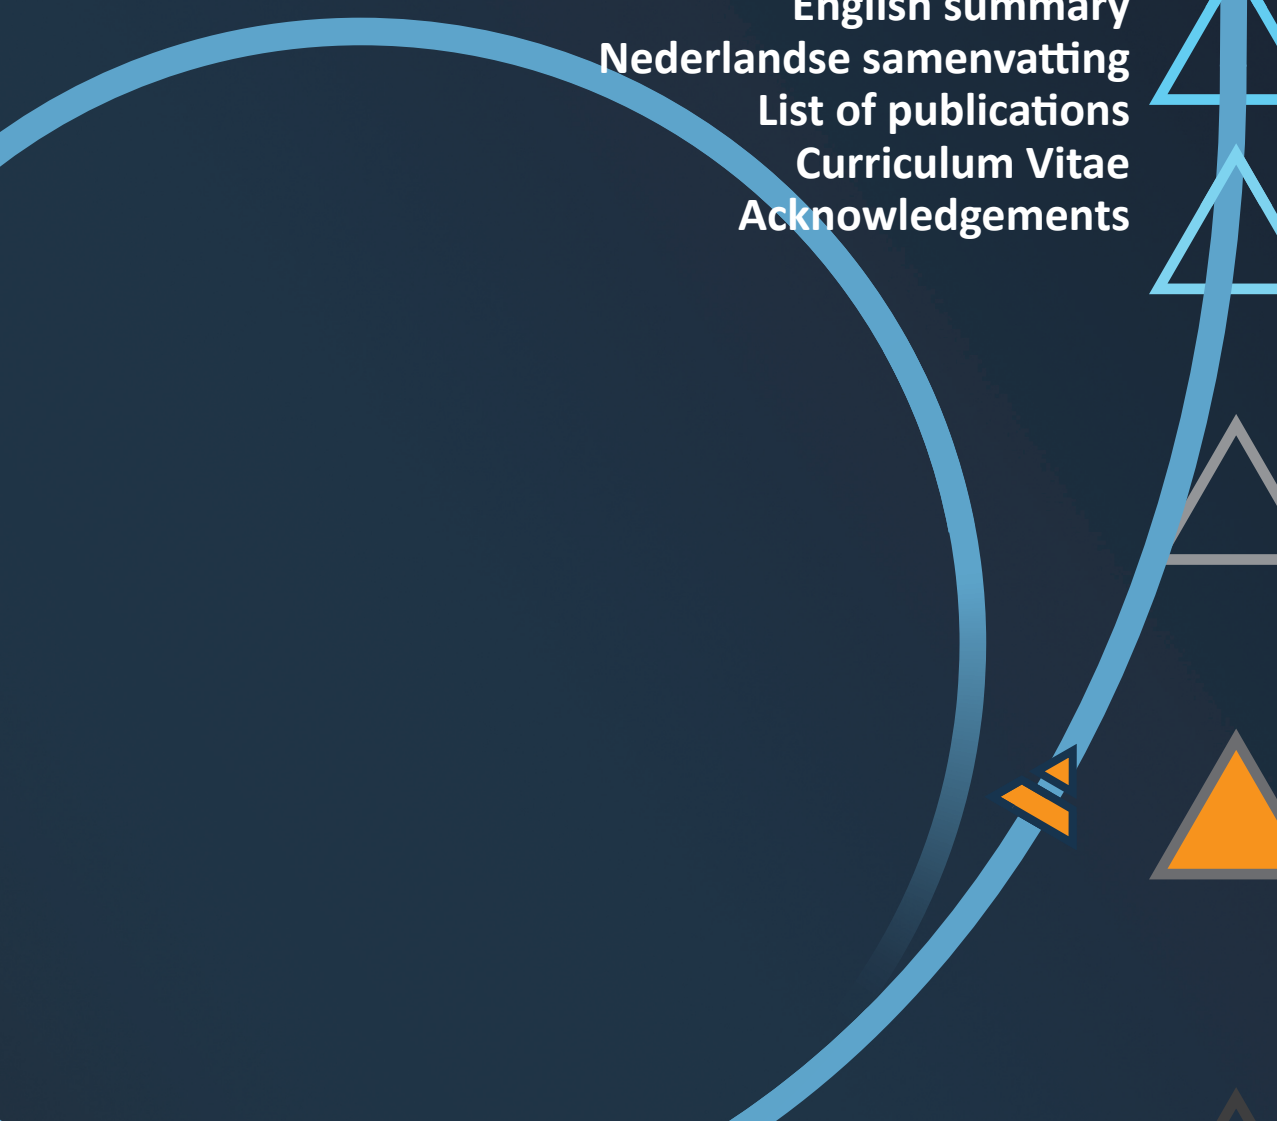 English summary
Nederlandse samenvatting
List of publications
Curriculum Vitae
Acknowledgements